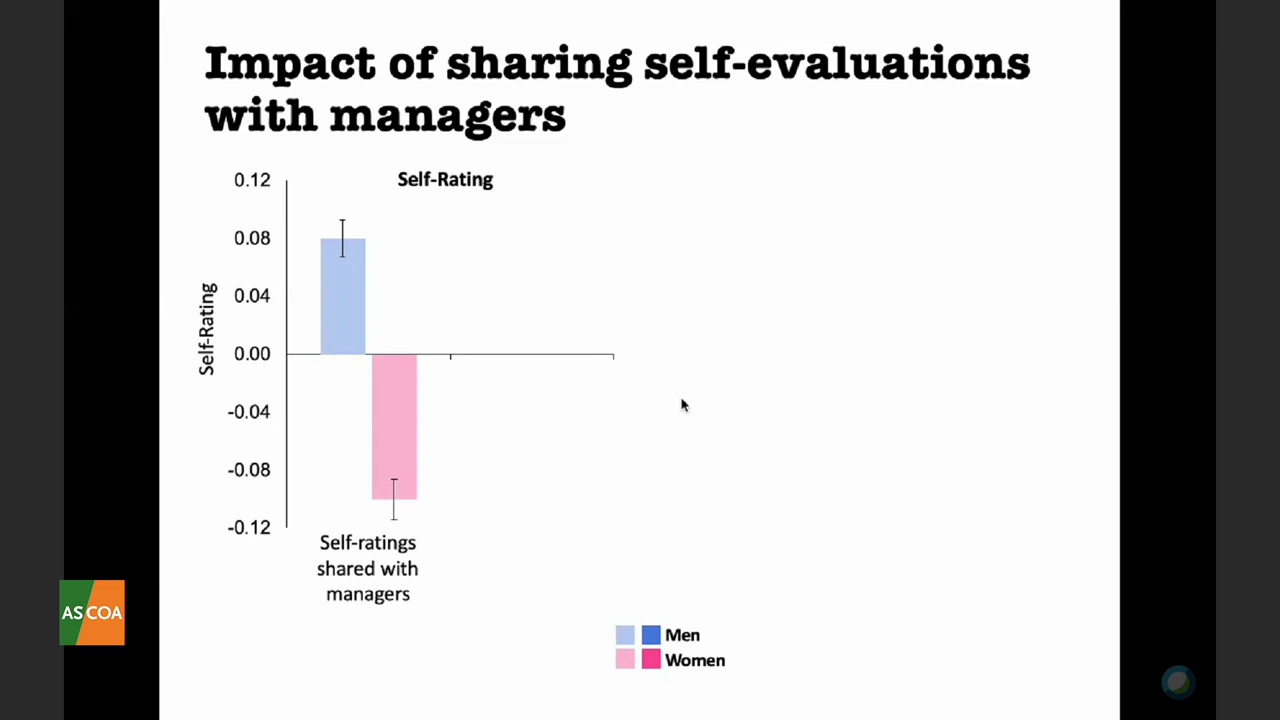 Impact of sharing self-evaluations
with managers
Self-Rating
0.12
0.08
0.04
0.00
-0.04
-0.08
-0.12
Self-Rating
Self-ratings
shared with
managers
AS COA
Men
Women